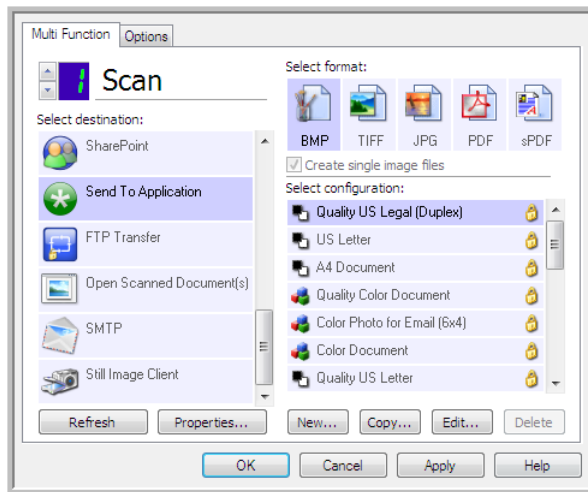 Multi Function
Options
1 Scan
Select destination:
SharePoint
Send To Application
FTP Transfer
Open Scanned Document(s)
SMTP
Still Image Client
Refresh
Properties...
Select format:
BMP TIFF JPG PDF sPDF
Create single image files
Select configuration:
Quality US Legal (Duplex)
US Letter
A4 Document
Quality Color Document
Color Photo for Email (6x4)
Color Document
Quality US Letter
New... Copy... Edit... Delete
OK Cancel Apply Help